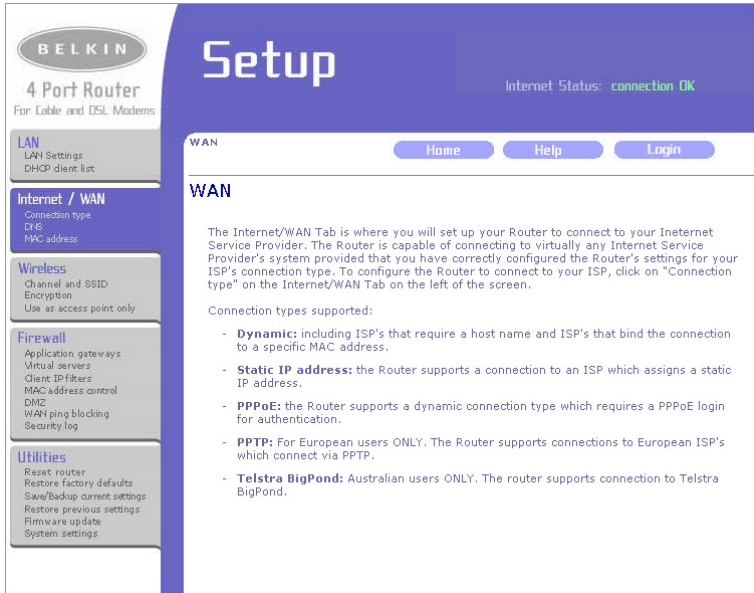 BELKIN
4 Port Router
For Cable and DSL Modems
Setup
Internet Status: connection OK
LAN
LAN Settings
DHCP client list
Internet / WAN
Connection type
DNS
MAC address
Wireless
Channel and SSID
Encryption
Use as access point only
Firewall
Application gateways
Virtual servers
Client IP filters
MAC address control
DMZ
WAN ping blocking
Security log
Utilities
Reset router
Restore factory defaults
Save/Backup current settings
Restore previous settings
Firmware update
System settings
WAN
Home
Help
Login
WAN
The Internet/WAN Tab is where you will set up your Router to connect to your Ineternet
Service Provider. The Router is capable of connecting to virtually any Internet Service
Provider's system provided that you have correctly configured the Router's settings for your
ISP's connection type. To configure the Router to connect to your ISP, click on "Connection
type" on the Internet/WAN Tab on the left of the screen.
Connection types supported:
- Dynamic: including ISP's that require a host name and ISP's that bind the connection
to a specific MAC address.
- Static IP address: the Router supports a connection to an ISP which assigns a static
IP address.
- PPPoE: the Router supports a dynamic connection type which requires a PPPoE login
for authentication.
- PPTP: For European users ONLY. The Router supports connections to European ISP's
which connect via PPTP.
- Telstra BigPond: Australian users ONLY. The router supports connection to Telstra
BigPond.